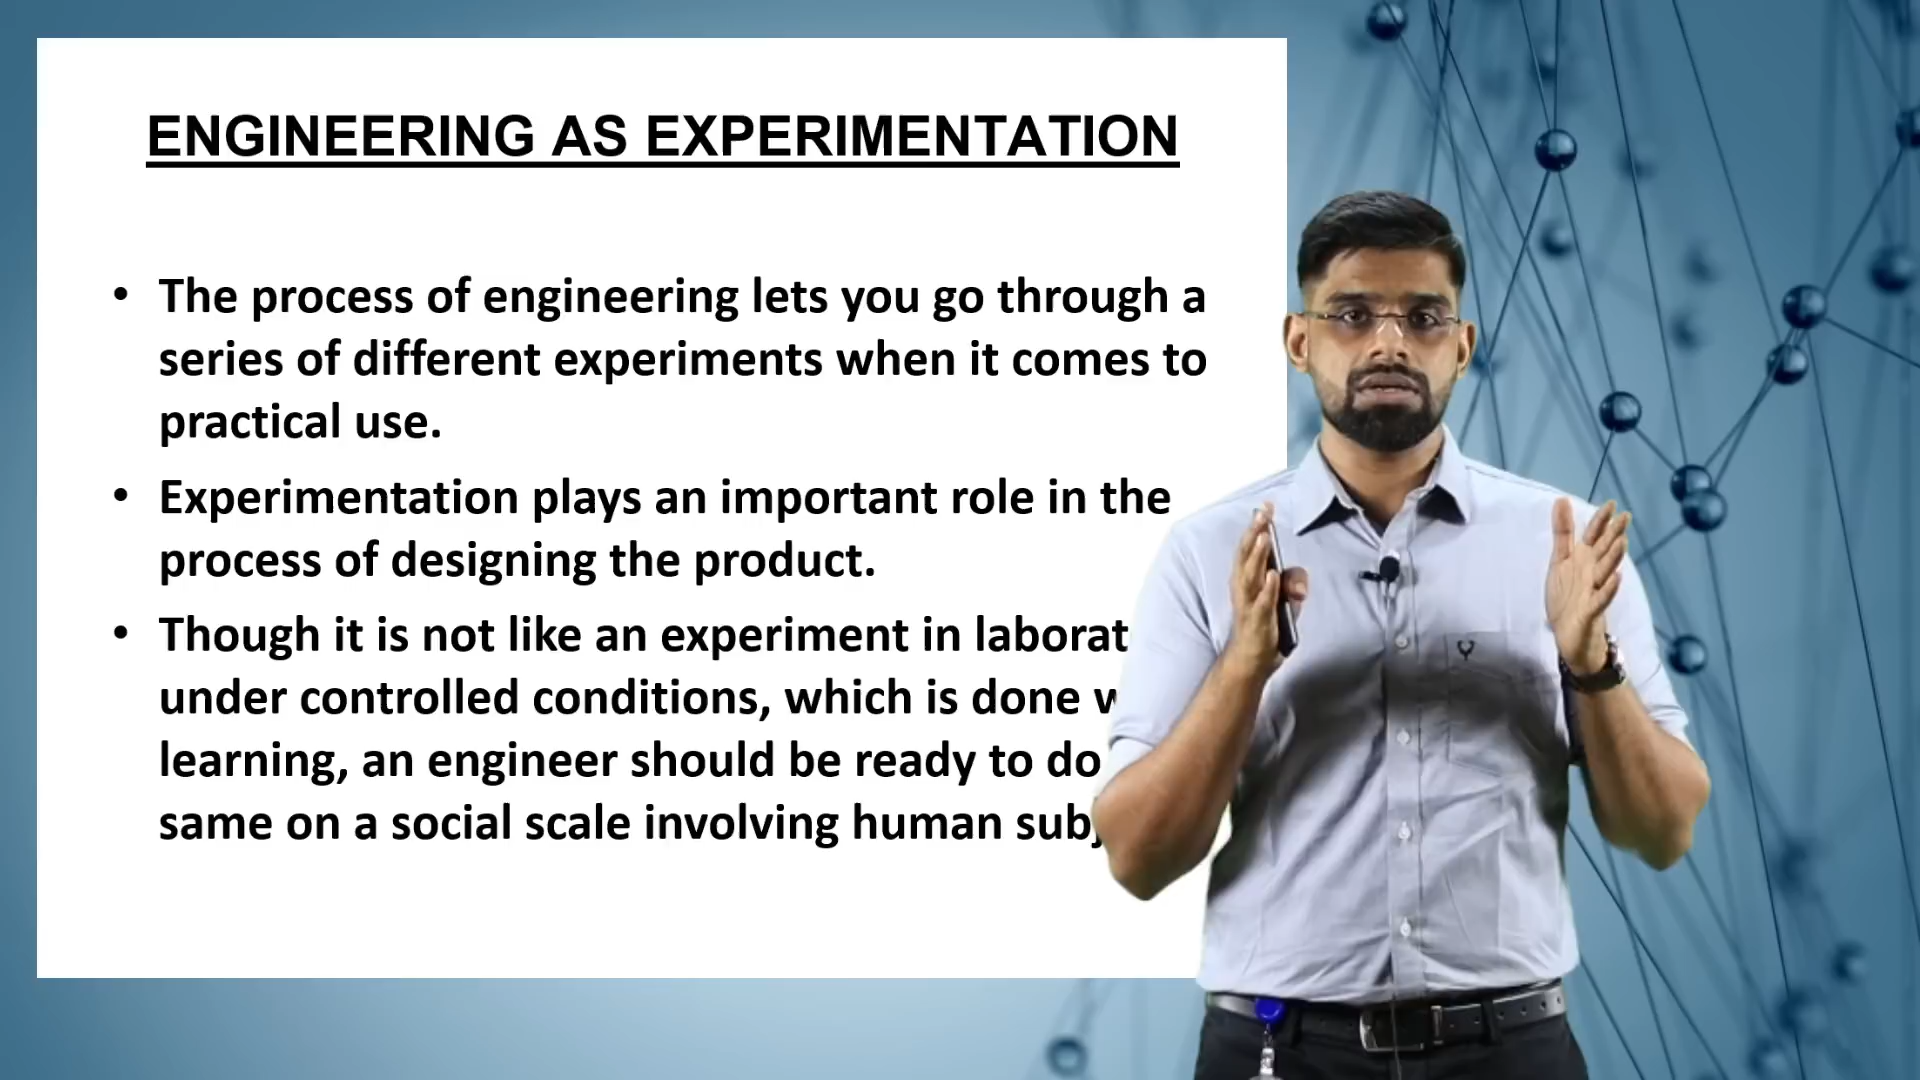 ENGINEERING AS EXPERIMENTATION
• The process of engineering lets you go through a
series of different experiments when it comes to
practical use.
• Experimentation plays an important role in the
process of designing the product.
• Though it is not like an experiment in
under controlled conditions, which is done
learning, an engineer should be ready to do
same on a social scale involving human